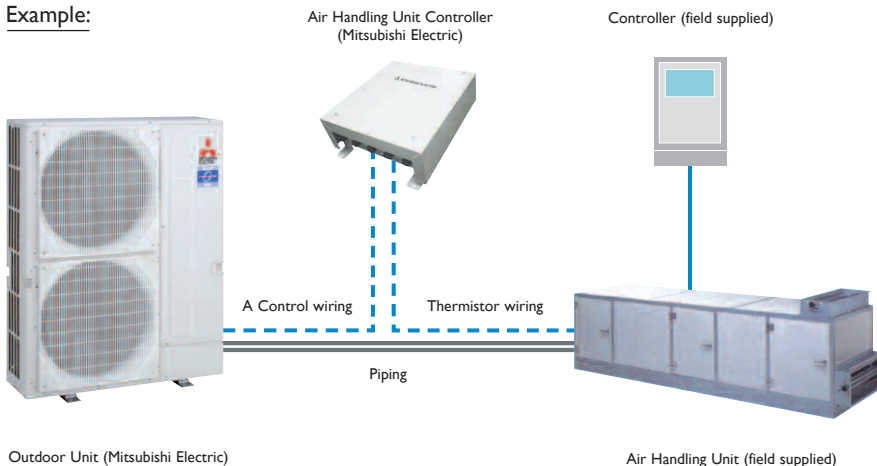 Example:
Air Handling Unit Controller
(Mitsubishi Electric)
Controller (field supplied)
A Control wiring
Thermistor wiring
Piping
Outdoor Unit (Mitsubishi Electric)
Air Handling Unit (field supplied)